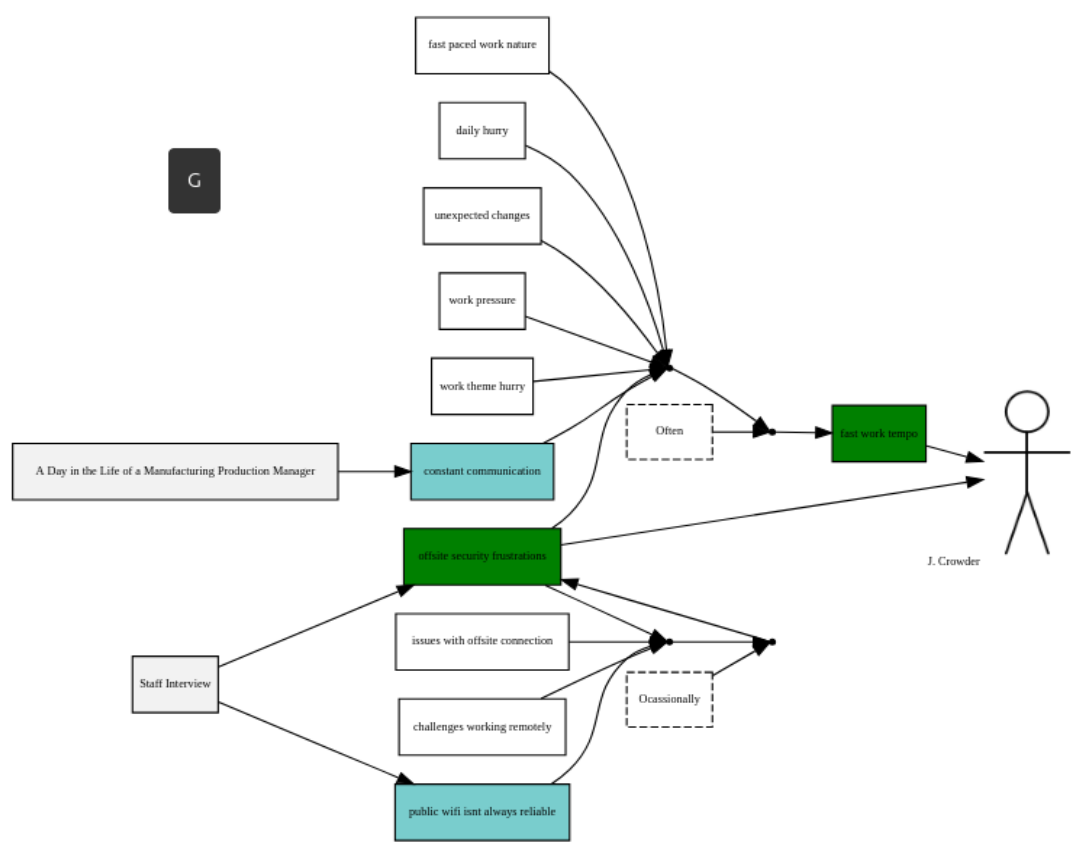 fast paced work nature
daily hurry
G
unexpected changes
work pressure
work theme hurry
Often
fast work tempo
A Day in the Life of a Manufacturing Production Manager
constant communication
offsite security frustrations
J. Crowder
issues with offsite connection
Staff Interview
Ocassionally
challenges working remotely
public wifi isnt always reliable